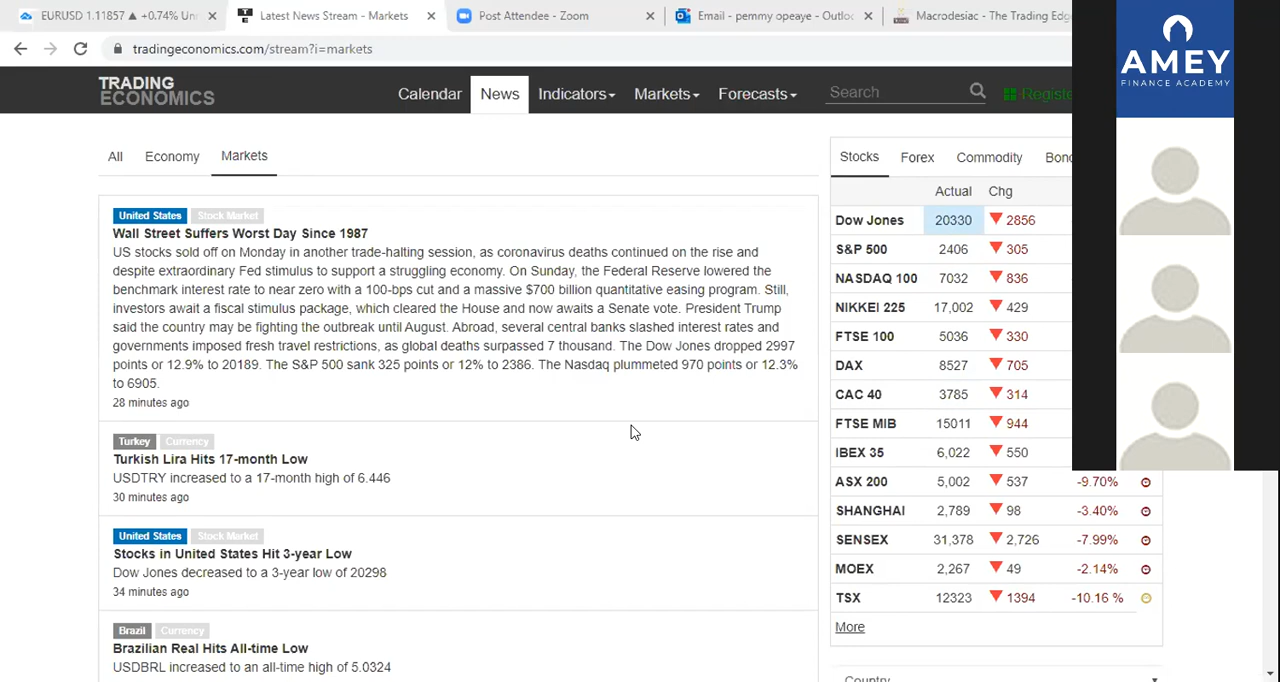 EURUSD 1.11857 ▲ +0.74% Un
Latest News Stream - Markets
Post Attendee - Zoom
Email - pemmy opeaye - Outloo
Macrodesiac - The Trading Edge
tradingeconomics.com/stream?i=markets
AMEY
FINANCE ACADEMY
TRADING
ECONOMICS
Calendar News Indicators Markets Forecasts Search Registe
All Economy Markets
United States Stock Market
Wall Street Suffers Worst Day Since 1987
US stocks sold off on Monday in another trade-halting session, as coronavirus deaths continued on the rise and
despite extraordinary Fed stimulus to support a struggling economy. On Sunday, the Federal Reserve lowered the
benchmark interest rate to near zero with a 100-bps cut and a massive $700 billion quantitative easing program. Still,
investors await a fiscal stimulus package, which cleared the House and now awaits a Senate vote. President Trump
said the country may be fighting the outbreak until August. Abroad, several central banks slashed interest rates and
governments imposed fresh travel restrictions, as global deaths surpassed 7 thousand. The Dow Jones dropped 2997
points or 12.9% to 20189. The S&P 500 sank 325 points or 12% to 2386. The Nasdaq plummeted 970 points or 12.3%
to 6905.
28 minutes ago
Turkey Currency
Turkish Lira Hits 17-month Low
USDTRY increased to a 17-month high of 6.446
30 minutes ago
United States Stock Market
Stocks in United States Hit 3-year Low
Dow Jones decreased to a 3-year low of 20298
34 minutes ago
Brazil Currency
Brazilian Real Hits All-time Low
USDBRL increased to an all-time high of 5.0324
Stocks Forex Commodity Bond
Actual Chg
Dow Jones 20330 ▼ 2856
S&P 500 2406 ▼ 305
NASDAQ 100 7032 ▼ 836
NIKKEI 225 17,002 ▼ 429
FTSE 100 5036 ▼ 330
DAX 8527 ▼ 705
CAC 40 3785 ▼ 314
FTSE MIB 15011 ▼ 944
IBEX 35 6,022 ▼ 550
ASX 200 5,002 ▼ 537 -9.70%
SHANGHAI 2,789 ▼ 98 -3.40%
SENSEX 31,378 ▼ 2,726 -7.99%
MOEX 2,267 ▼ 49 -2.14%
TSX 12323 ▼ 1394 -10.16 %
More
Country